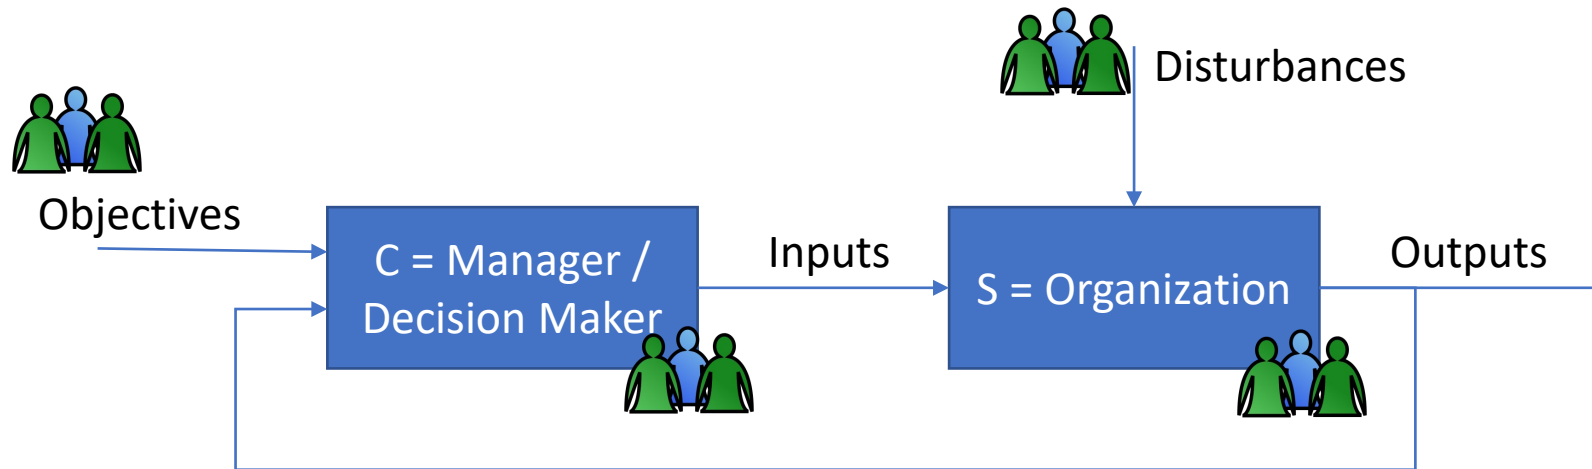 Disturbances
Objectives
C = Manager /
Decision Maker
Inputs
S = Organization
Outputs